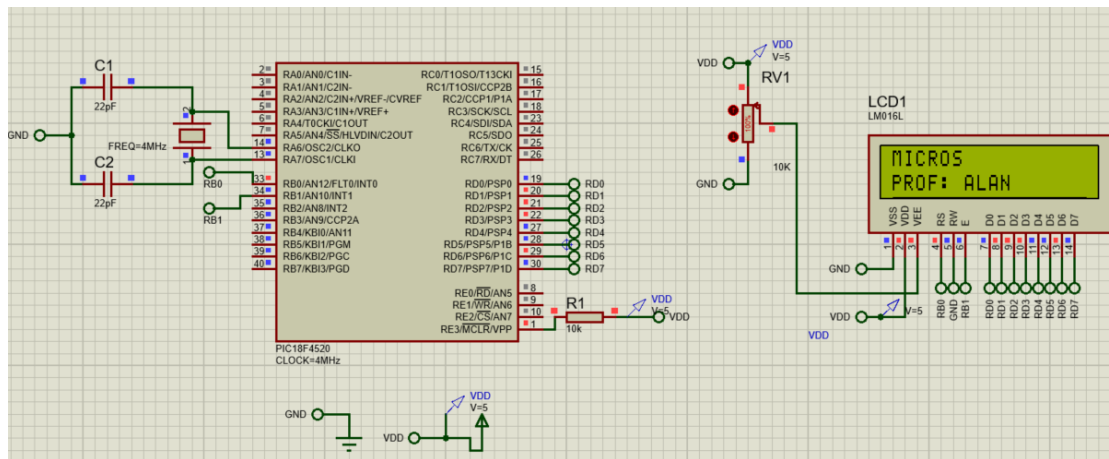 C1
22pF
GND
C2
22pF
FREQ=4MHz
2
1
RB0
RB1
2 RA0/AN0/C1IN-
3 RA1/AN1/C2IN-
4 RA2/AN2/C2IN+/VREF-/CVREF
5 RA3/AN3/C1IN+/VREF+
6 RA4/T0CKI/C1OUT
7 RA5/AN4/SS/HLVDIN/C2OUT
14 RA6/OSC2/CLKO
13 RA7/OSC1/CLKI
33 RB0/AN12/FLT0/INT0
34 RB1/AN10/INT1
35 RB2/AN8/INT2
36 RB3/AN9/CCP2A
37 RB4/KBI0/AN11
38 RB5/KBI1/PGM
39 RB6/KBI2/PGC
40 RB7/KBI3/PGD
RC0/T1OSO/T13CKI 15
RC1/T1OSI/CCP2B 16
RC2/CCP1/P1A 17
RC3/SCK/SCL 18
RC4/SDI/SDA 23
RC5/SDO 24
RC6/TX/CK 25
RC7/RX/DT 26
RD0/PSP0 19 RD0
RD1/PSP1 20 RD1
RD2/PSP2 21 RD2
RD3/PSP3 22 RD3
RD4/PSP4 27 RD4
RD5/PSP5/P1B 28 RD5
RD6/PSP6/P1C 29 RD6
RD7/PSP7/P1D 30 RD7
RE0/RD/AN5 8
RE1/WR/AN6 9
RE2/CS/AN7 10
RE3/MCLR/VPP 1
PIC18F4520
CLOCK=4MHz
R1
10k
VDD
V=5
VDD
GND
VDD
VDD
V=5
VDD
VDD
V=5
RV1
100%
10K
GND
LCD1
LM016L
MICROS
PROF: ALAN
VSS VDD VEE RS RW E D0 D1 D2 D3 D4 D5 D6 D7
1 2 3 4 5 6 7 8 9 10 11 12 13 14
GND
RB0 GND RB1 RD0 RD1 RD2 RD3 RD4 RD5 RD6 RD7
VDD
V=5
VDD